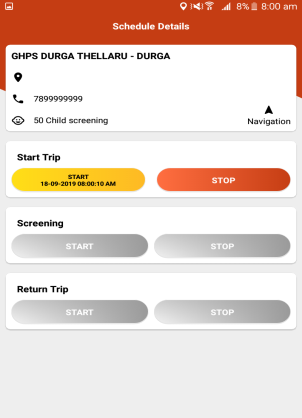 8% 8:00 am
Schedule Details
GHPS DURGA THELLARU - DURGA
7899999999
50 Child screening
Navigation
Start Trip
START
18-09-2019 08:00:10 AM
STOP
Screening
START STOP
Return Trip
START STOP